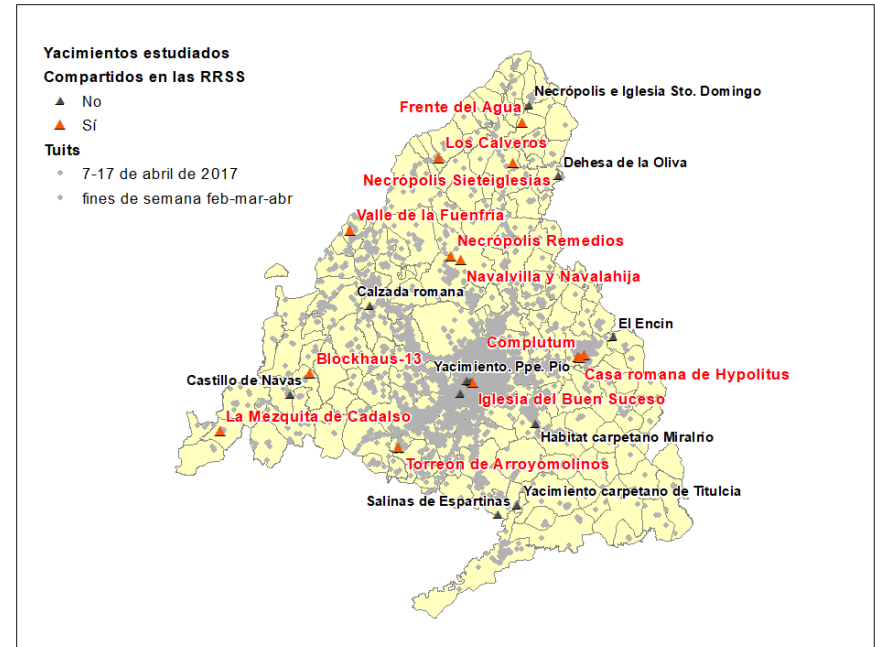 Yacimientos estudiados
Compartidos en las RRSS
No
Sí
Tuits
7-17 de abril de 2017
fines de semana feb-mar-abr
Necrópolis e Iglesia Sto. Domingo
Frente del Agua
Los Calveros
Dehesa de la Oliva
Necrópolis Sieteiglesias
Valle de la Fuenfría
Necrópolis Remedios
Navalvilla y Navalahija
Calzada romana
El Encín
Complutum
Blockhaus-13
Yacimiento. Ppe. Pío
Casa romana de Hypolitus
Castillo de Navas
Iglesia del Buen Suceso
La Mezquita de Cadalso
Habitat carpetano Miralrío
Torreón de Arroyomolinos
Yacimiento carpetano de Titulcia
Salinas de Espartinas